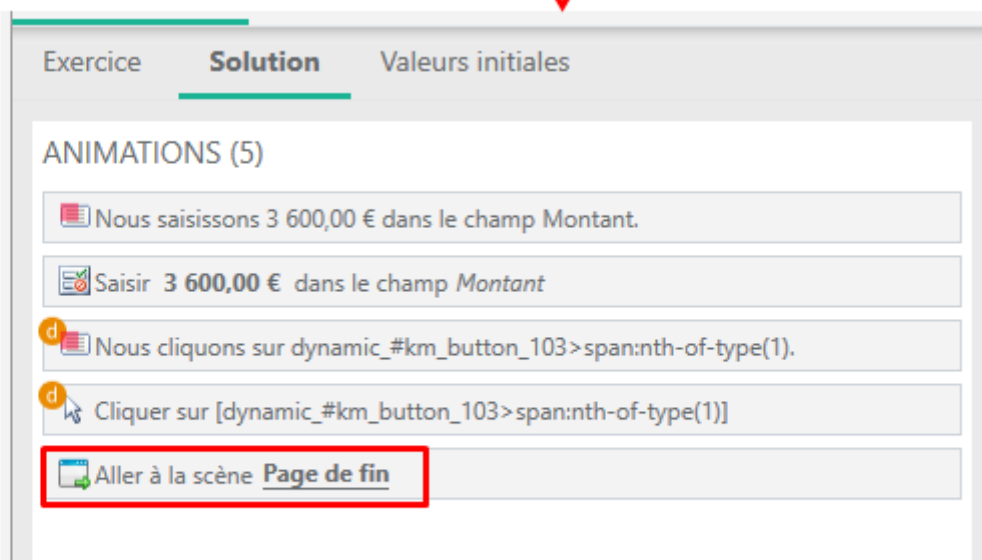 Exercice Solution Valeurs initiales
ANIMATIONS (5)
Nous saisissons 3 600,00 € dans le champ Montant.
Saisir 3 600,00 € dans le champ Montant
d
Nous cliquons sur dynamic_#km_button_103>span:nth-of-type(1).
d
Cliquer sur [dynamic_#km_button_103>span:nth-of-type(1)]
Aller à la scène Page de fin